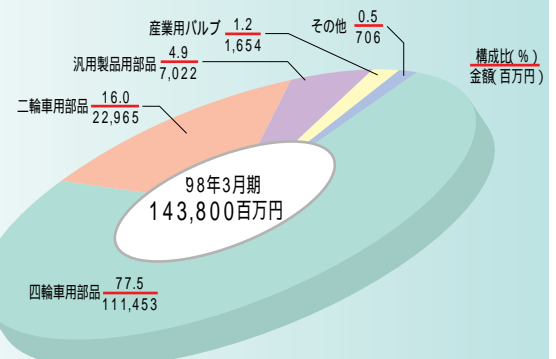 産業用バルブ 1.2
1,654
その他 0.5
706
構成比(%)
金額(百万円)
汎用製品用部品 4.9
7,022
二輪車用部品 16.0
22,965
'98年3月期
143,800百万円
四輪車用部品 77.5
111,453